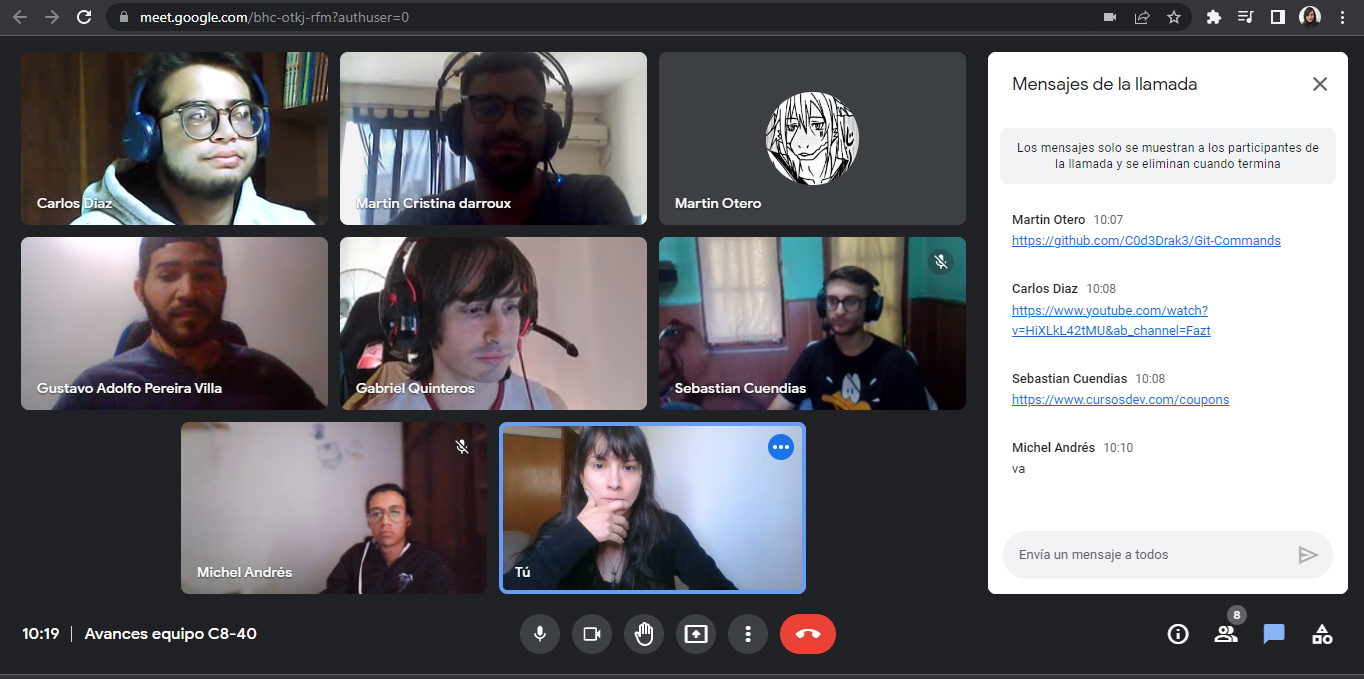 meet.google.com/bhc-otkj-rfm?authuser=0
Carlos Diaz
Martin Cristina darroux
Martin Otero
Gustavo Adolfo Pereira Villa
Gabriel Quinteros
Sebastian Cuendias
Michel Andrés
Tú
Mensajes de la llamada
Los mensajes solo se muestran a los participantes de
la llamada y se eliminan cuando termina
Martin Otero 10:07
https://github.com/C0d3Drak3/Git-Commands
Carlos Diaz 10:08
https://www.youtube.com/watch?
v=HiXLkL42tMU&ab_channel=Fazt
Sebastian Cuendias 10:08
https://www.cursosdev.com/coupons
Michel Andrés 10:10
va
Envía un mensaje a todos
10:19 | Avances equipo C8-40
8